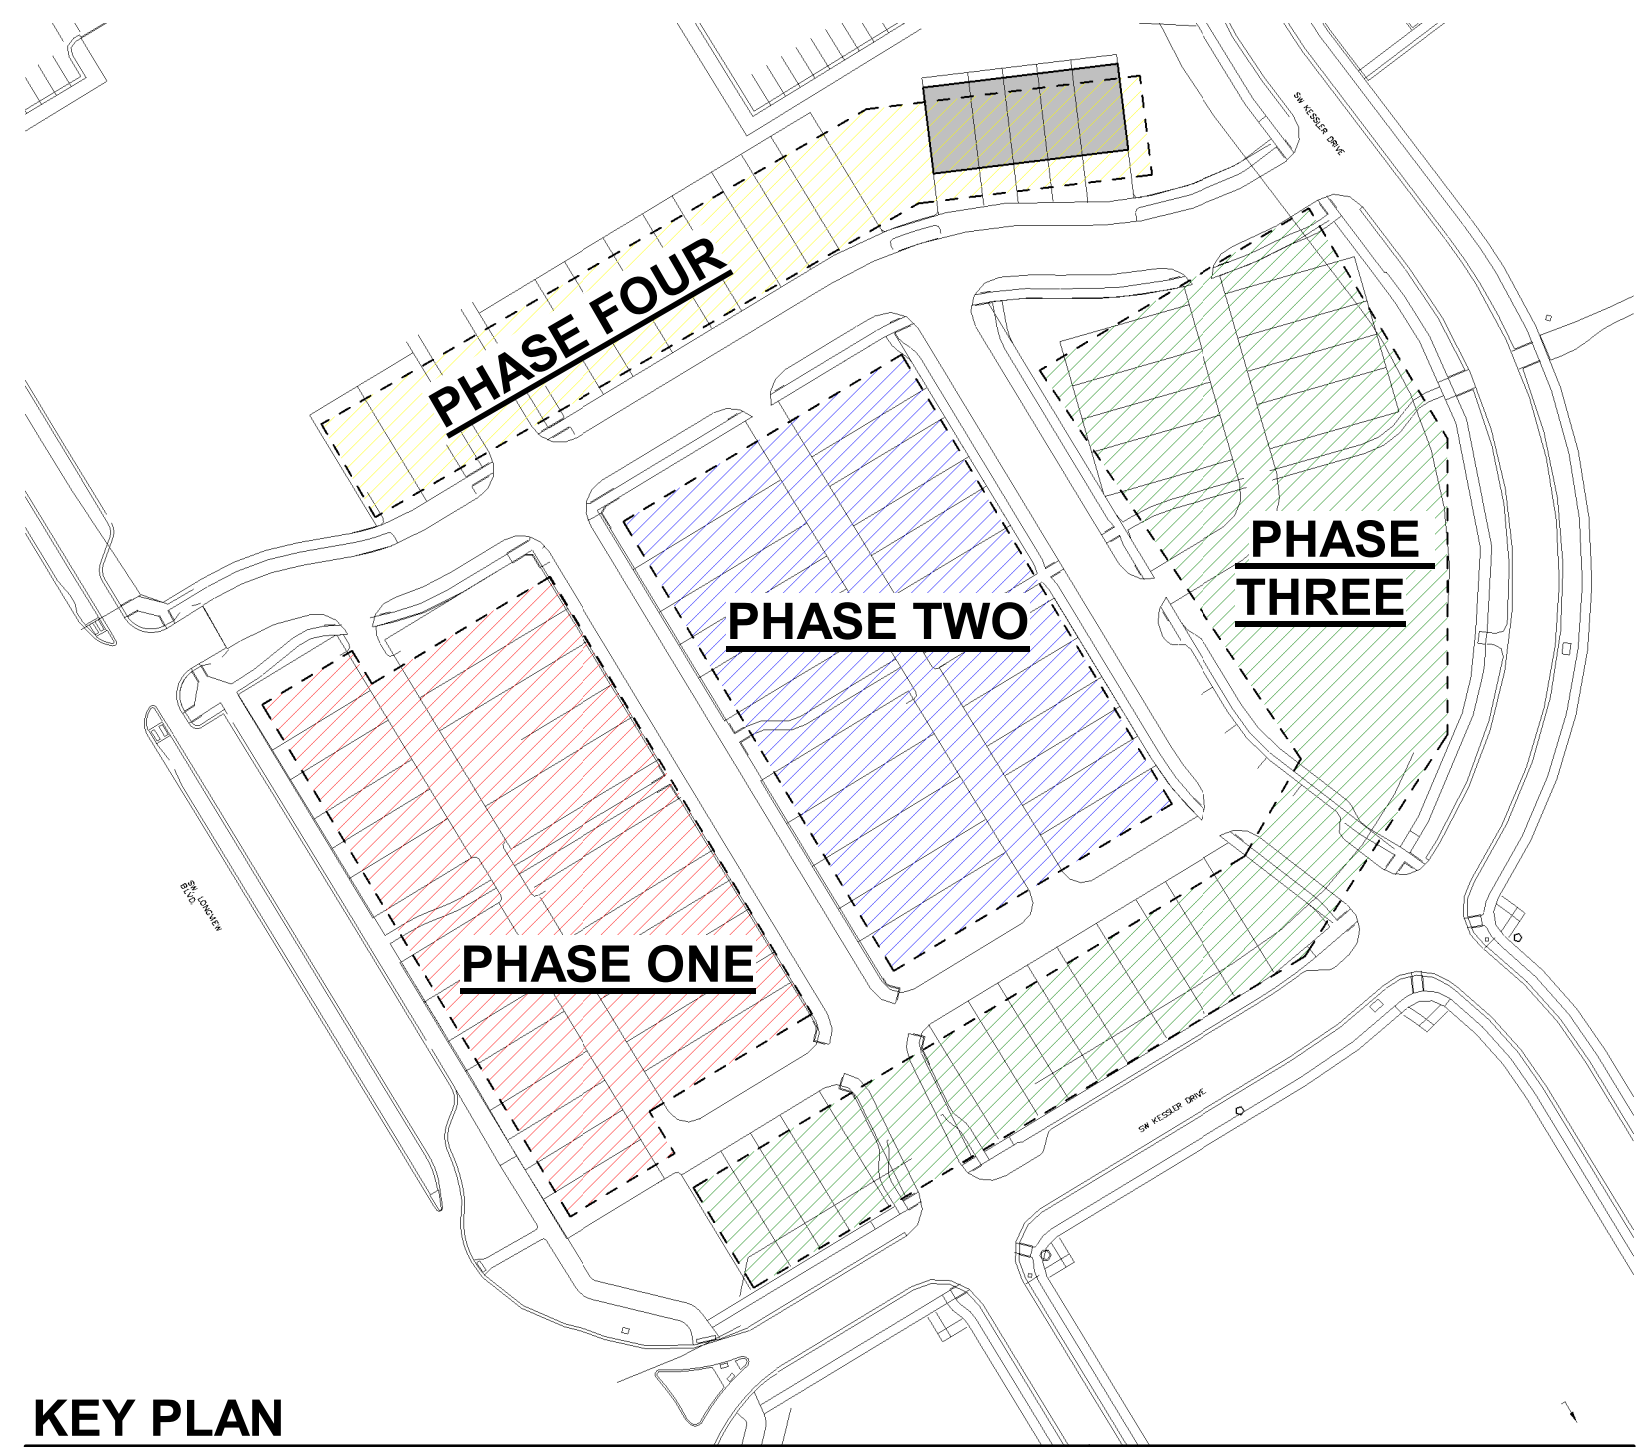 SW KESSLER DRIVE
PHASE FOUR
PHASE
THREE
PHASE TWO
SW LONGVIEW
BLVD.
PHASE ONE
SW KESSLER DRIVE
KEY PLAN